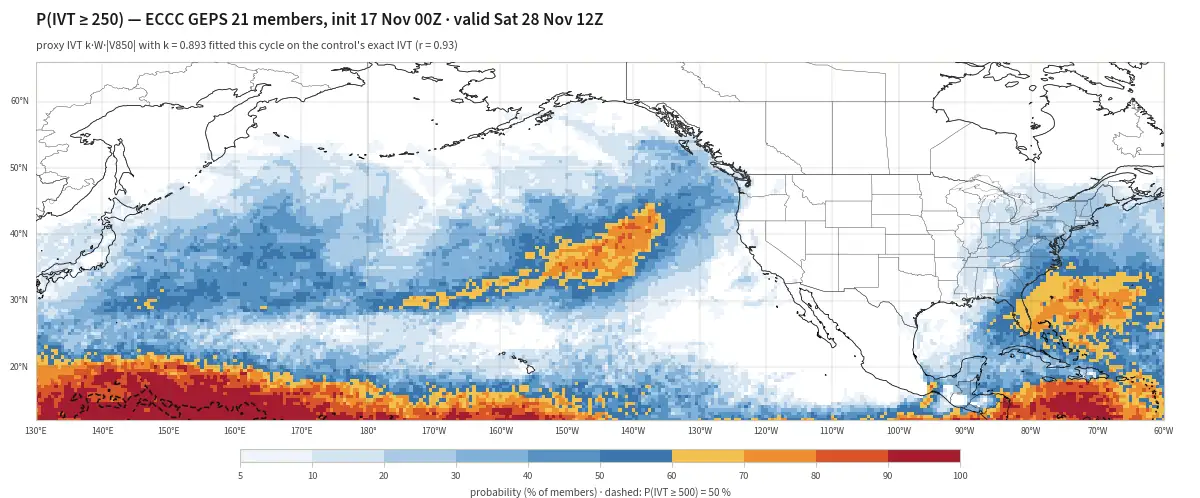 P(IVT ≥ 250) — ECCC GEPS 21 members, init 17 Nov 00Z · valid Sat 28 Nov 12Z
proxy IVT k·W·|V850| with k = 0.893 fitted this cycle on the control's exact IVT (r = 0.93)
60°N
50°N
40°N
30°N
20°N
130°E 140°E 150°E 160°E 170°E 180° 170°W 160°W 150°W 140°W 130°W 120°W 110°W 100°W 90°W 80°W 70°W 60°W
5 10 20 30 40 50 60 70 80 90 100
probability (% of members) · dashed: P(IVT ≥ 500) = 50 %